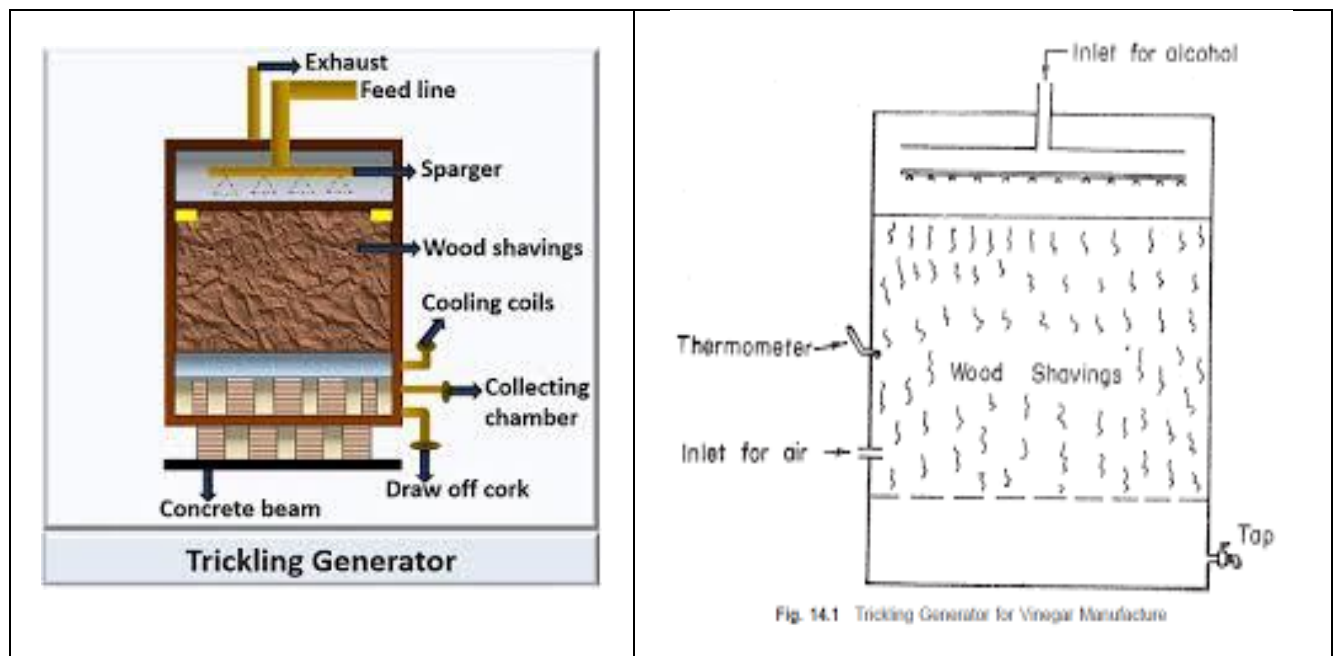 Exhaust
Feed line
Sparger
Wood shavings
Cooling coils
Collecting
chamber
Draw off cork
Concrete beam
Trickling Generator
Inlet for alcohol
Thermometer
Wood Shavings
Inlet for air
Tap
Fig. 14.1 Trickling Generator for Vinegar Manufacture